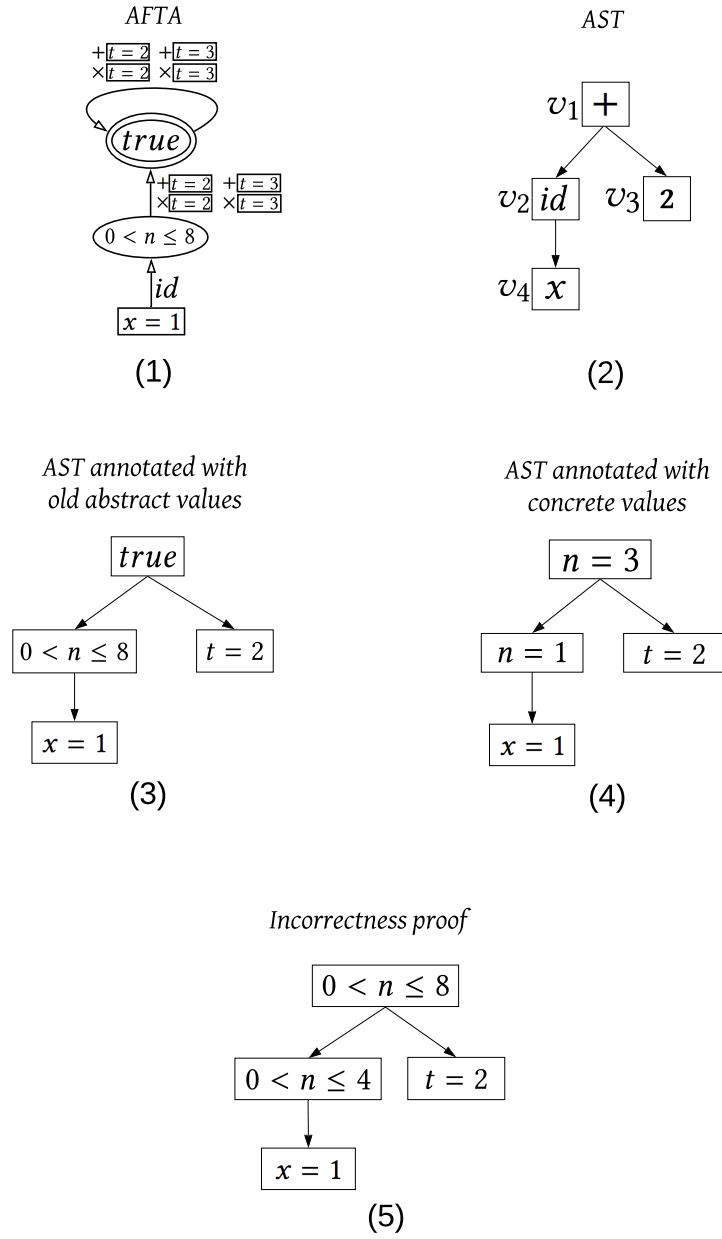 AFTA
+ t = 2 + t = 3
× t = 2 × t = 3
true
+ t = 2 + t = 3
× t = 2 × t = 3
0 < n ≤ 8
id
x = 1
(1)
AST
v₁ +
v₂ id v₃ 2
v₄ x
(2)
AST annotated with
old abstract values
true
0 < n ≤ 8 t = 2
x = 1
(3)
AST annotated with
concrete values
n = 3
n = 1 t = 2
x = 1
(4)
Incorrectness proof
0 < n ≤ 8
0 < n ≤ 4 t = 2
x = 1
(5)